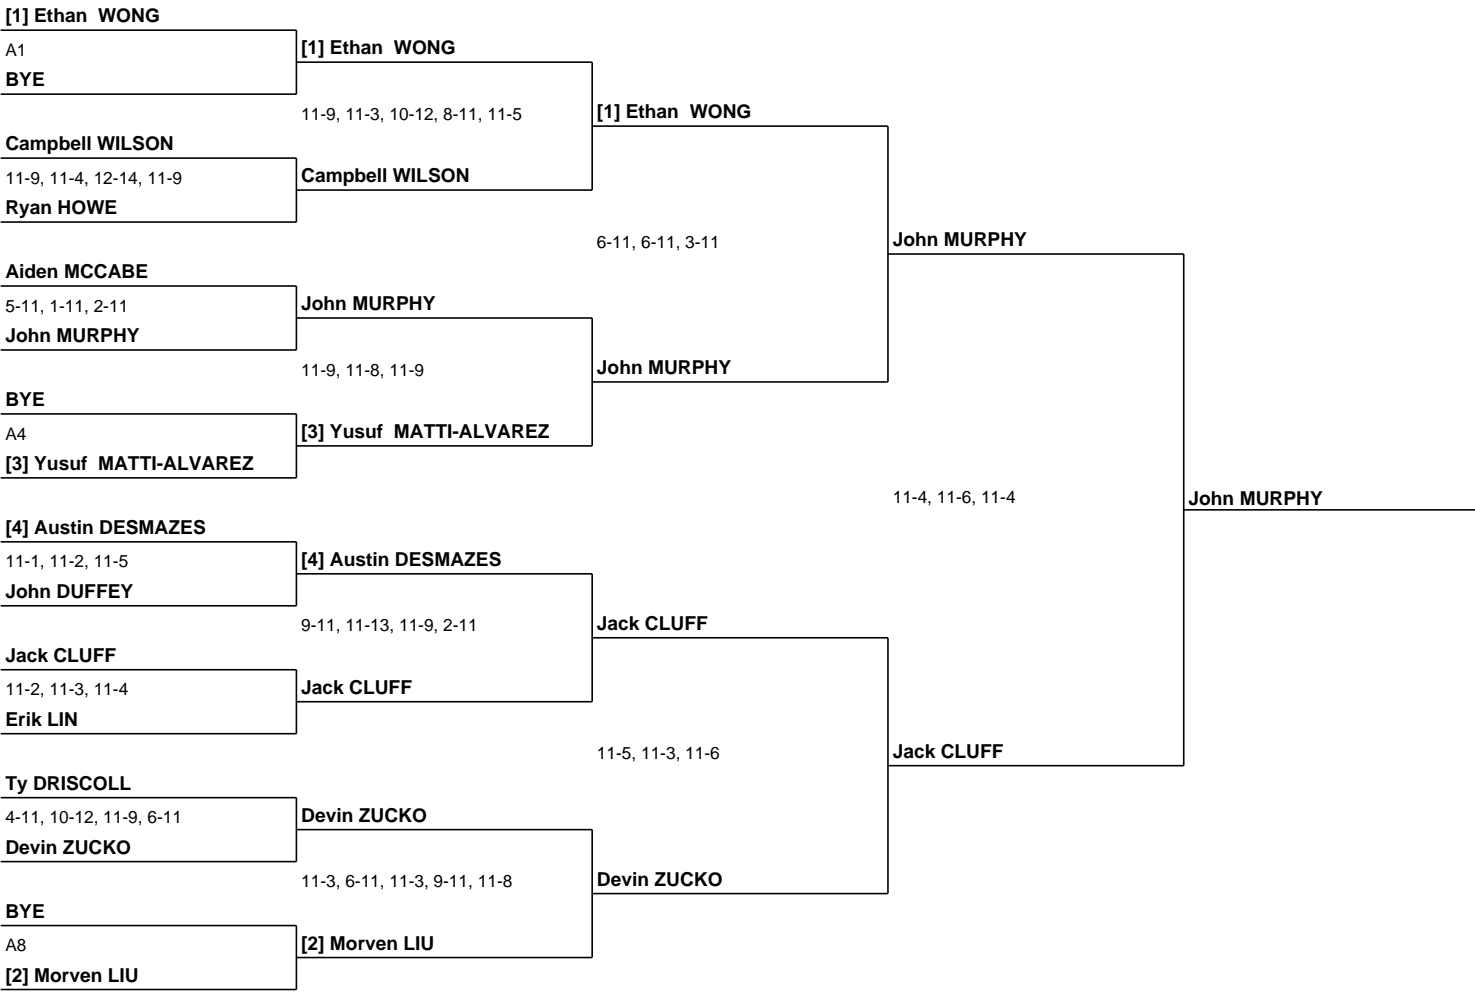 [1] Ethan  WONG
A1
BYE
Campbell WILSON
11-9, 11-4, 12-14, 11-9
Ryan HOWE
Aiden MCCABE
5-11, 1-11, 2-11
John MURPHY
BYE
A4
[3] Yusuf  MATTI-ALVAREZ
[4] Austin DESMAZES
11-1, 11-2, 11-5
John DUFFEY
Jack CLUFF
11-2, 11-3, 11-4
Erik LIN
Ty DRISCOLL
4-11, 10-12, 11-9, 6-11
Devin ZUCKO
BYE
A8
[2] Morven LIU
[1] Ethan  WONG
11-9, 11-3, 10-12, 8-11, 11-5
Campbell WILSON
John MURPHY
11-9, 11-8, 11-9
[3] Yusuf  MATTI-ALVAREZ
[4] Austin DESMAZES
9-11, 11-13, 11-9, 2-11
Jack CLUFF
Devin ZUCKO
11-3, 6-11, 11-3, 9-11, 11-8
[2] Morven LIU
[1] Ethan  WONG
6-11, 6-11, 3-11
John MURPHY
Jack CLUFF
11-5, 11-3, 11-6
Devin ZUCKO
John MURPHY
11-4, 11-6, 11-4
Jack CLUFF
John MURPHY